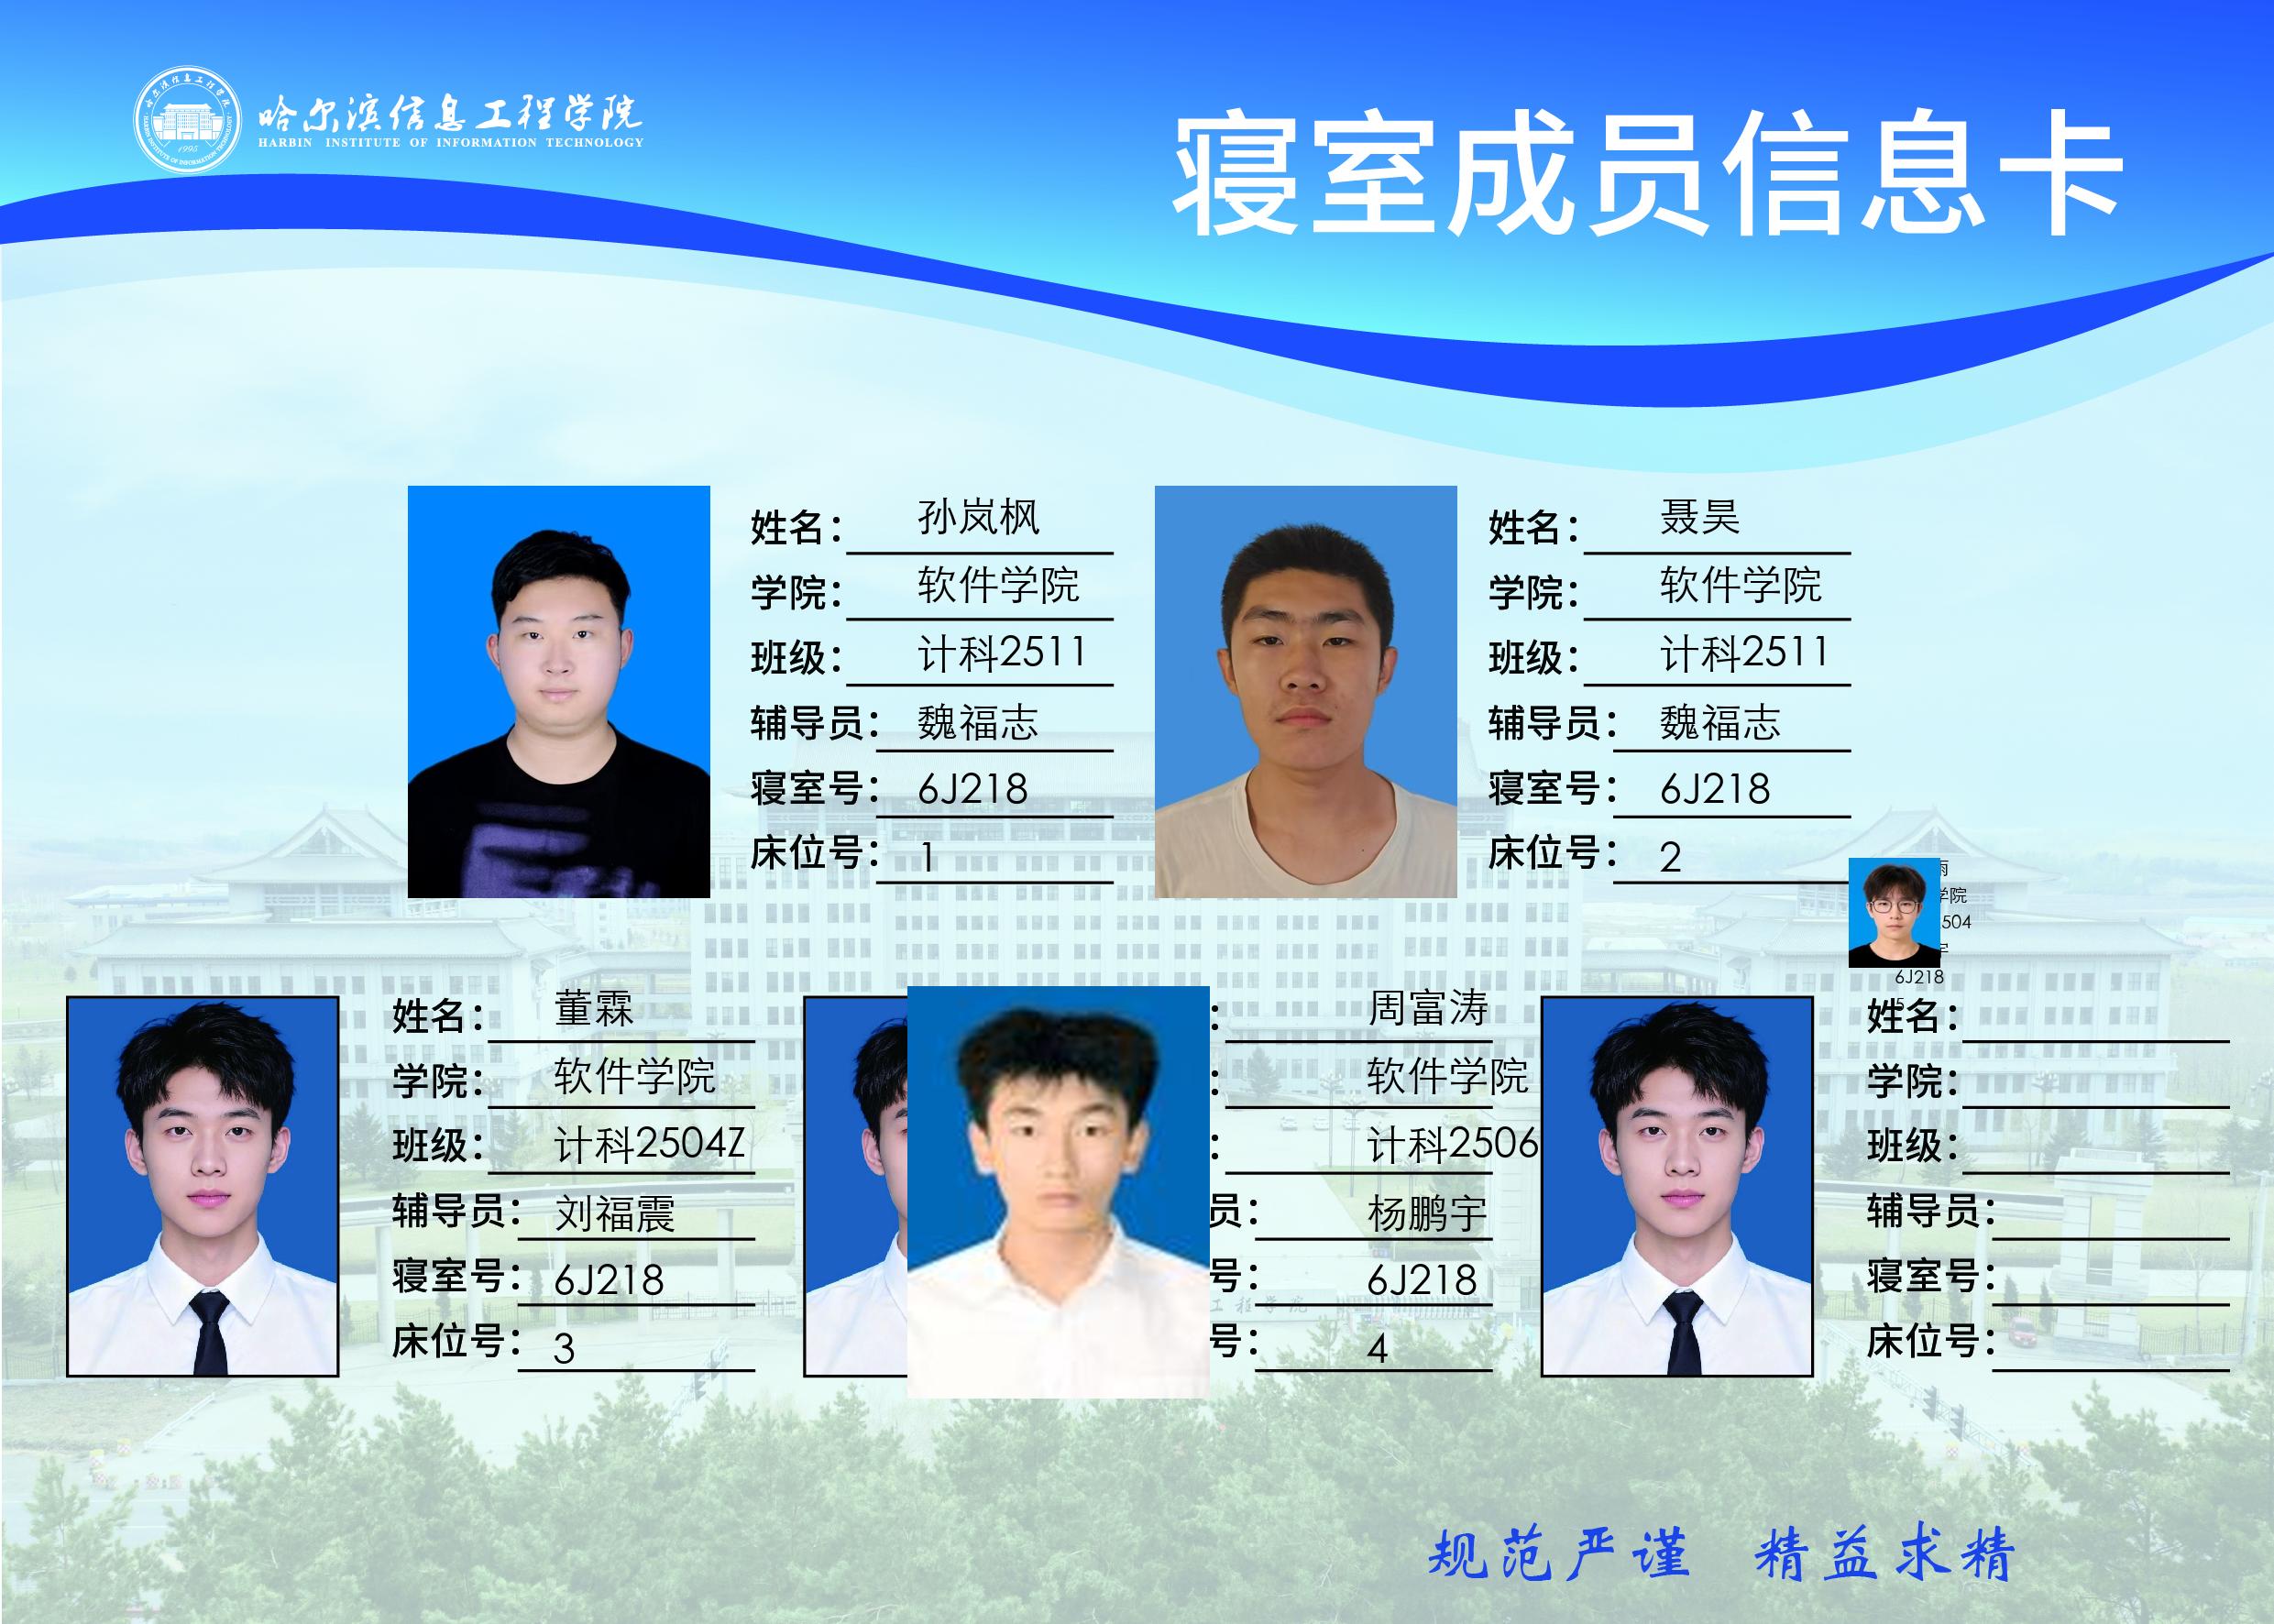 哈尔滨信息工程学院
HARBIN INSTITUTE OF INFORMATION TECHNOLOGY
1995
寝室成员信息卡
姓名： 孙岚枫
学院： 软件学院
班级： 计科2511
辅导员： 魏福志
寝室号： 6J218
床位号： 1
姓名： 聂昊
学院： 软件学院
班级： 计科2511
辅导员： 魏福志
寝室号： 6J218
床位号： 2
雨
学院
504
宇
6J218
5
姓名： 董霖
学院： 软件学院
班级： 计科2504Z
辅导员： 刘福震
寝室号： 6J218
床位号： 3
： 周富涛
： 软件学院
： 计科2506
员： 杨鹏宇
号： 6J218
号： 4
姓名：
学院：
班级：
辅导员：
寝室号：
床位号：
规范严谨 精益求精